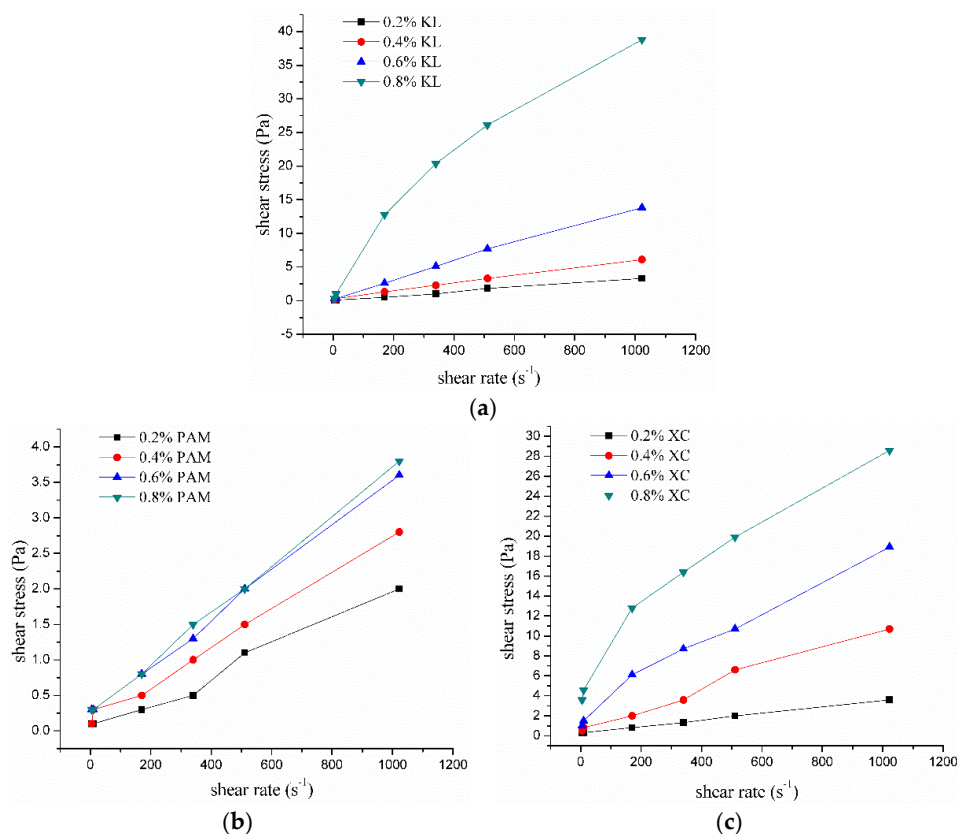 0.2% KL
0.4% KL
0.6% KL
0.8% KL
40
35
30
25
20
15
10
5
0
-5
shear stress (Pa)
0 200 400 600 800 1000 1200
shear rate (s⁻¹)
(a)
0.2% PAM
0.4% PAM
0.6% PAM
0.8% PAM
4.0
3.5
3.0
2.5
2.0
1.5
1.0
0.5
0.0
shear stress (Pa)
0 200 400 600 800 1000 1200
shear rate (s⁻¹)
(b)
0.2% XC
0.4% XC
0.6% XC
0.8% XC
30
28
26
24
22
20
18
16
14
12
10
8
6
4
2
0
shear stress (Pa)
0 200 400 600 800 1000 1200
shear rate (s⁻¹)
(c)